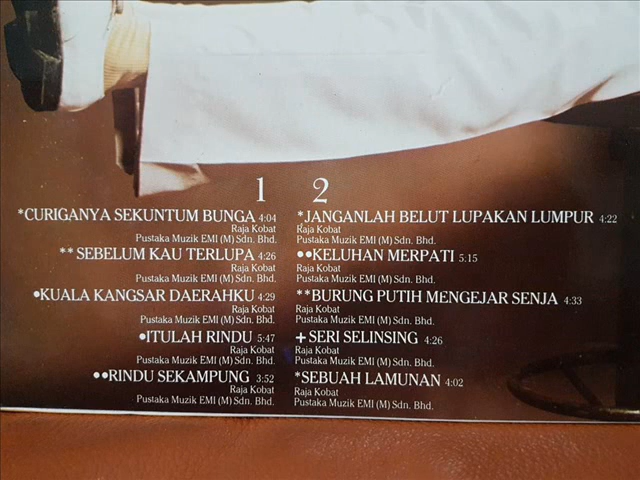 1
*CURIGANYA SEKUNTUM BUNGA 4:04
Raja Kobat
Pustaka Muzik EMI (M) Sdn. Bhd.
**SEBELUM KAU TERLUPA 4:26
Raja Kobat
Pustaka Muzik EMI (M) Sdn. Bhd.
•KUALA KANGSAR DAERAHKU 4:29
Raja Kobat
Pustaka Muzik EMI (M) Sdn. Bhd.
•ITULAH RINDU 5:47
Raja Kobat
Pustaka Muzik EMI (M) Sdn. Bhd.
••RINDU SEKAMPUNG 3:52
Raja Kobat
Pustaka Muzik EMI (M) Sdn. Bhd.
2
*JANGANLAH BELUT LUPAKAN LUMPUR 4:22
Raja Kobat
Pustaka Muzik EMI (M) Sdn. Bhd.
••KELUHAN MERPATI 5:15
Raja Kobat
Pustaka Muzik EMI (M) Sdn. Bhd.
**BURUNG PUTIH MENGEJAR SENJA 4:33
Raja Kobat
Pustaka Muzik EMI (M) Sdn. Bhd.
+SERI SELINSING 4:26
Raja Kobat
Pustaka Muzik EMI (M) Sdn. Bhd.
*SEBUAH LAMUNAN 4:02
Raja Kobat
Pustaka Muzik EMI (M) Sdn. Bhd.